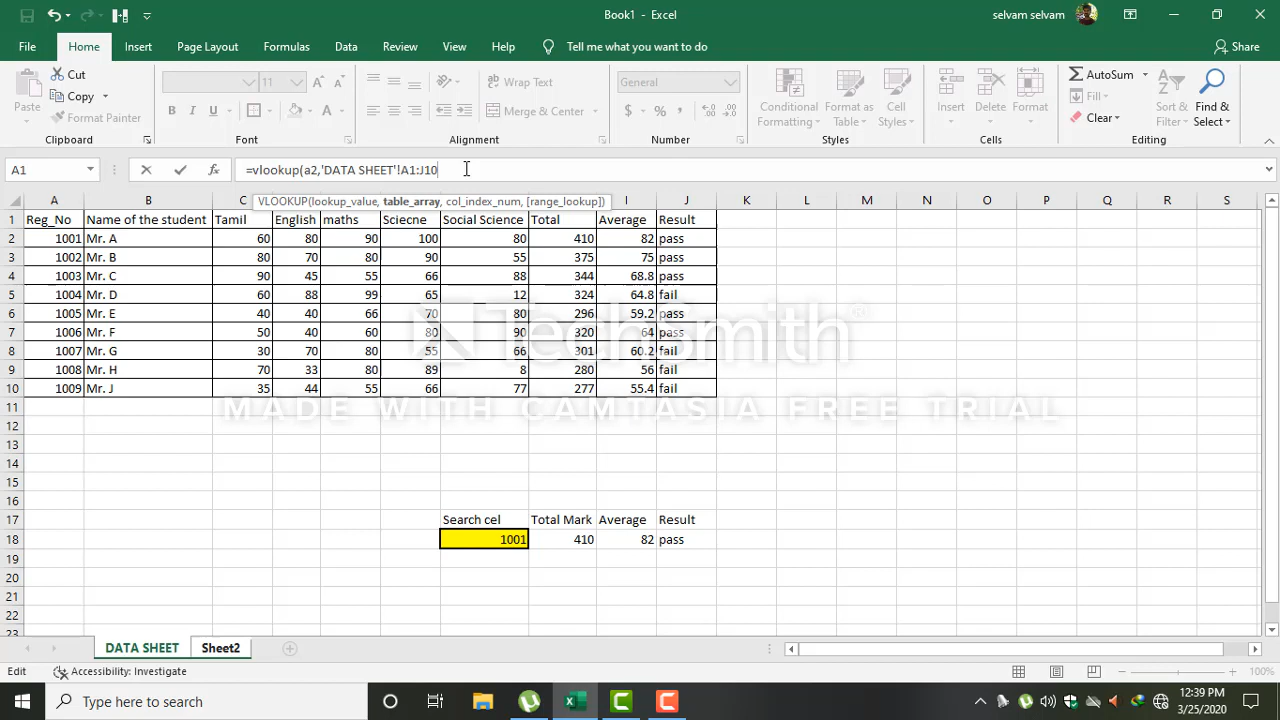 Book1 - Excel
selvam selvam
File Home Insert Page Layout Formulas Data Review View Help Tell me what you want to do Share
Paste
Cut
Copy
Format Painter
11
B I U
Wrap Text
Merge & Center
General
$ % ,
Conditional Formatting
Format as Table
Cell Styles
Insert
Delete
Format
AutoSum
Fill
Clear
Sort & Filter
Find & Select
Clipboard Font Alignment Number Styles Cells Editing
A1 =vlookup(a2,'DATA SHEET'!A1:J10
VLOOKUP(lookup_value, table_array, col_index_num, [range_lookup])
A B C I J K L M N O P Q R S
1 Reg_No Name of the student Tamil English maths Sciecne Social Science Total Average Result
2 1001 Mr. A 60 80 90 100 80 410 82 pass
3 1002 Mr. B 80 70 80 90 55 375 75 pass
4 1003 Mr. C 90 45 55 66 88 344 68.8 pass
5 1004 Mr. D 60 88 99 65 12 324 64.8 fail
6 1005 Mr. E 40 40 66 70 80 296 59.2 pass
7 1006 Mr. F 50 40 60 80 90 320 64 pass
8 1007 Mr. G 30 70 80 55 66 301 60.2 fail
9 1008 Mr. H 70 33 80 89 8 280 56 fail
10 1009 Mr. J 35 44 55 66 77 277 55.4 fail
TechSmith
MADE WITH CAMTASIA FREE TRIAL
11
12
13
14
15
16
17 Search cel Total Mark Average Result
18 1001 410 82 pass
19
20
21
22
23
DATA SHEET Sheet2
Edit Accessibility: Investigate 100%
Type here to search
12:39 PM
3/25/2020